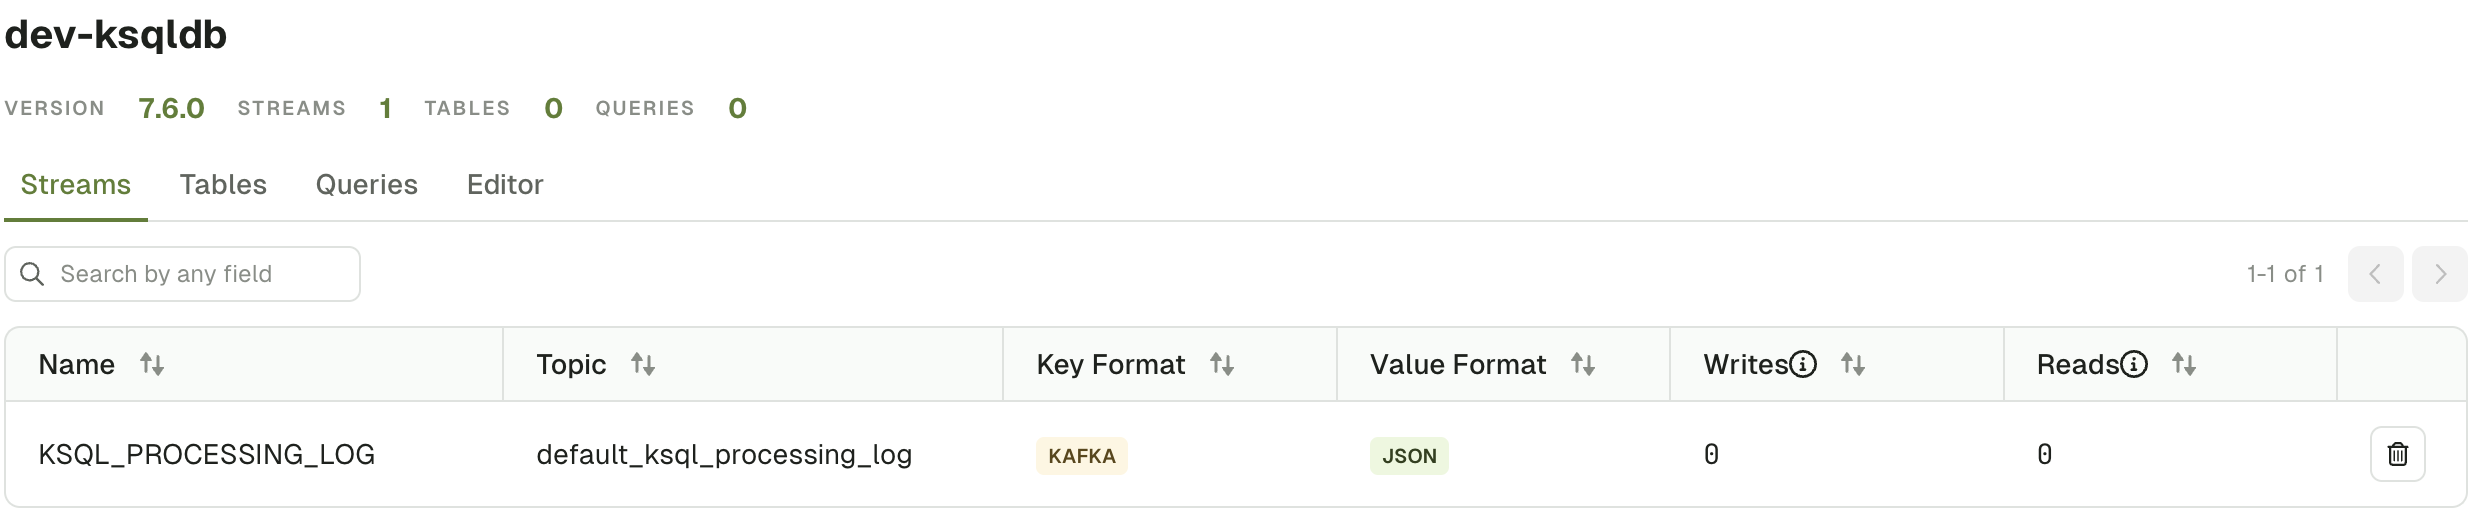 dev-ksqldb
VERSION 7.6.0 STREAMS 1 TABLES 0 QUERIES 0
Streams Tables Queries Editor
Search by any field 1-1 of 1
Name Topic Key Format Value Format Writes Reads
KSQL_PROCESSING_LOG default_ksql_processing_log KAFKA JSON 0 0